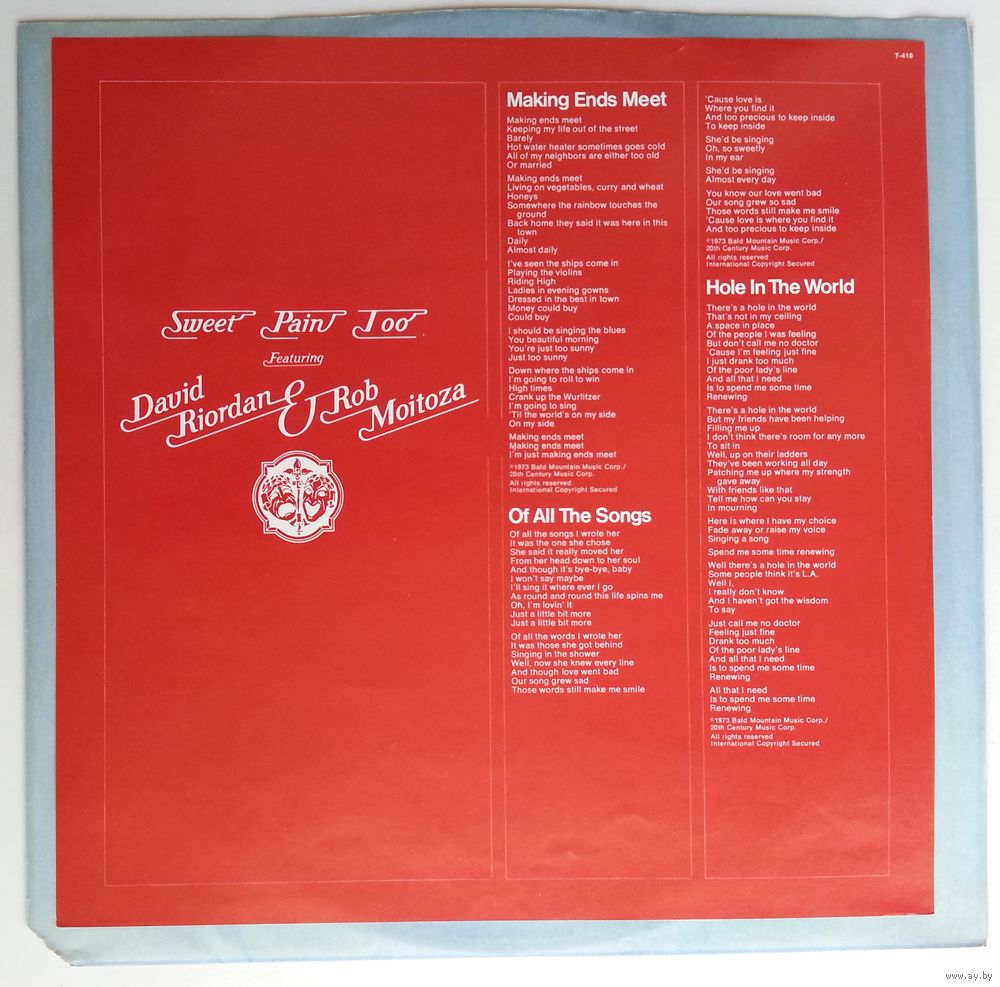 T-410
Sweet Pain Too
Featuring
David
Riordan & Rob
Moitoza
Making Ends Meet
Making ends meet
Keeping my life out of the street
Barely
Hot water heater sometimes goes cold
All of my neighbors are either too old
Or married
Making ends meet
Living on vegetables, curry and wheat
Honeys
Somewhere the rainbow touches the
ground
Back home they said it was here in this
town
Daily
Almost daily
I've seen the ships come in
Playing the violins
Riding High
Ladies in evening gowns
Dressed in the best in town
Money could buy
Could buy
I should be singing the blues
You beautiful morning
You're just too sunny
Just too sunny
Down where the ships come in
I'm going to roll to win
High times
Crank up the Wurlitzer
I'm going to sing
'Til the world's on my side
On my side
Making ends meet
Making ends meet
I'm just making ends meet
©1973 Bald Mountain Music Corp./
20th Century Music Corp.
All rights reserved
International Copyright Secured
Of All The Songs
Of all the songs I wrote her
It was the one she chose
She said it really moved her
From her head down to her soul
And though it's bye-bye, baby
I won't say maybe
I'll sing it where ever I go
As round and round this life spins me
Oh, I'm lovin' it
Just a little bit more
Just a little bit more
Of all the words I wrote her
It was those she got behind
Singing in the shower
Well, now she knew every line
And though love went bad
Our song grew sad
Those words still make me smile
'Cause love is
Where you find it
And too precious to keep inside
To keep inside
She'd be singing
Oh, so sweetly
In my ear
She'd be singing
Almost every day
You know our love went bad
Our song grew so sad
Those words still make me smile
'Cause love is where you find it
And too precious to keep inside
©1973 Bald Mountain Music Corp./
20th Century Music Corp.
All rights reserved
International Copyright Secured
Hole In The World
There's a hole in the world
That's not in my ceiling
A space in place
Of the people I was feeling
But don't call me no doctor
'Cause I'm feeling just fine
I just drank too much
Of the poor lady's line
And all that I need
Is to spend me some time
Renewing
There's a hole in the world
But my friends have been helping
Filling me up
I don't think there's room for any more
To sit in
Well, up on their ladders
They've been working all day
Patching me up where my strength
gave away
With friends like that
Tell me how can you stay
In mourning
Here is where I have my choice
Fade away or raise my voice
Singing a song
Spend me some time renewing
Well there's a hole in the world
Some people think it's L.A.
Well I,
I really don't know
And I haven't got the wisdom
To say
Just call me no doctor
Feeling just fine
Drank too much
Of the poor lady's line
And all that I need
Is to spend me some time
Renewing
All that I need
Is to spend me some time
Renewing
©1973 Bald Mountain Music Corp./
20th Century Music Corp.
All rights reserved
International Copyright Secured
www.ay.by